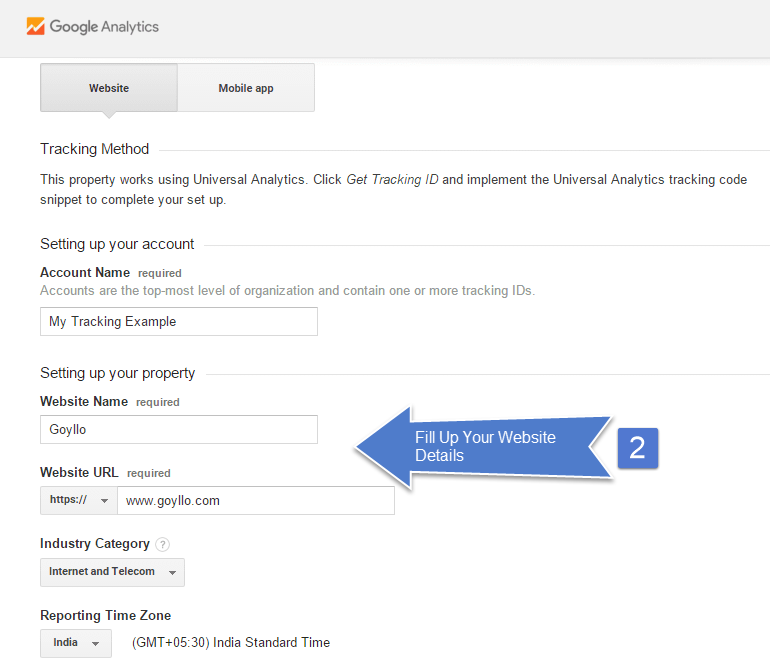 Google Analytics
Website
Mobile app
Tracking Method
This property works using Universal Analytics. Click Get Tracking ID and implement the Universal Analytics tracking code
snippet to complete your set up.
Setting up your account
Account Name required
Accounts are the top-most level of organization and contain one or more tracking IDs.
My Tracking Example
Setting up your property
Website Name required
Goyllo
Fill Up Your Website
Details
2
Website URL required
https:// www.goyllo.com
Industry Category ?
Internet and Telecom
Reporting Time Zone
India (GMT+05:30) India Standard Time